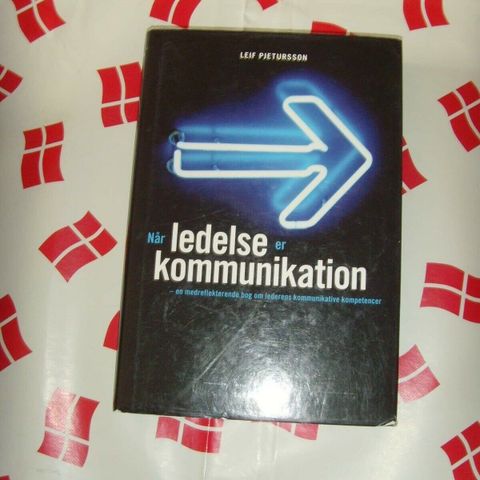 LEIF PJETURSSON
Når ledelse er
kommunikation
– en medreflekterende bog om lederens kommunikative kompetencer